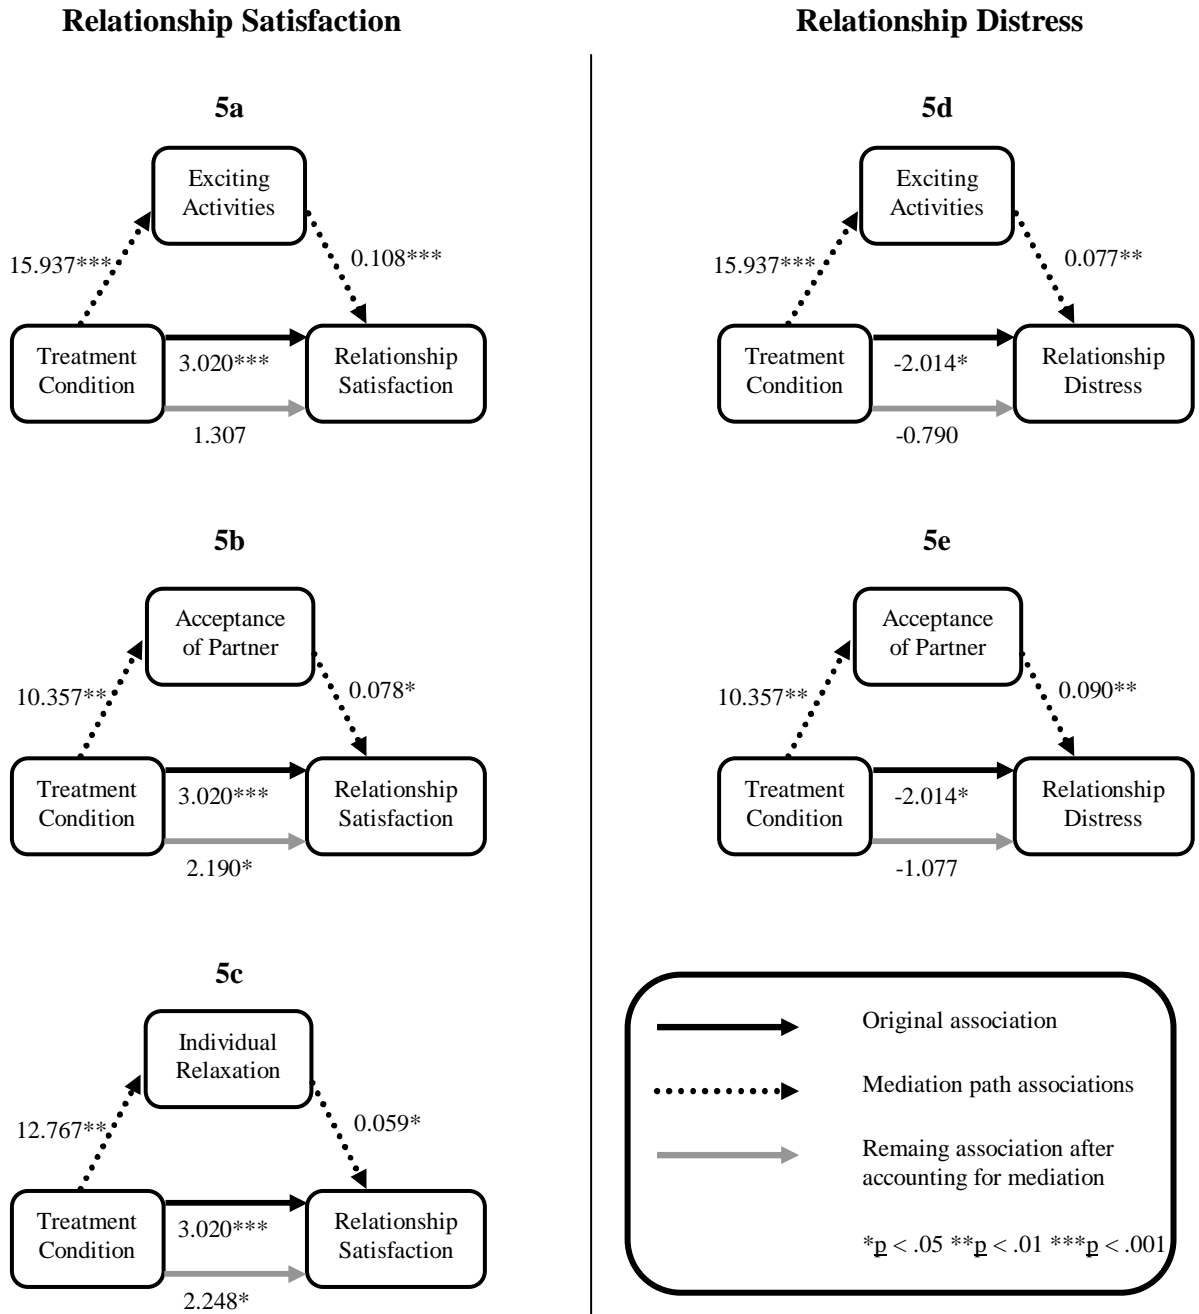 Relationship Satisfaction
5a
Exciting
Activities
15.937***
0.108***
Treatment
Condition
3.020***
Relationship
Satisfaction
1.307
5b
Acceptance
of Partner
10.357**
0.078*
Treatment
Condition
3.020***
Relationship
Satisfaction
2.190*
5c
Individual
Relaxation
12.767**
0.059*
Treatment
Condition
3.020***
Relationship
Satisfaction
2.248*
Relationship Distress
5d
Exciting
Activities
15.937***
0.077**
Treatment
Condition
-2.014*
Relationship
Distress
-0.790
5e
Acceptance
of Partner
10.357**
0.090**
Treatment
Condition
-2.014*
Relationship
Distress
-1.077
Original association
Mediation path associations
Remaing association after
accounting for mediation
*p < .05 **p < .01 ***p < .001